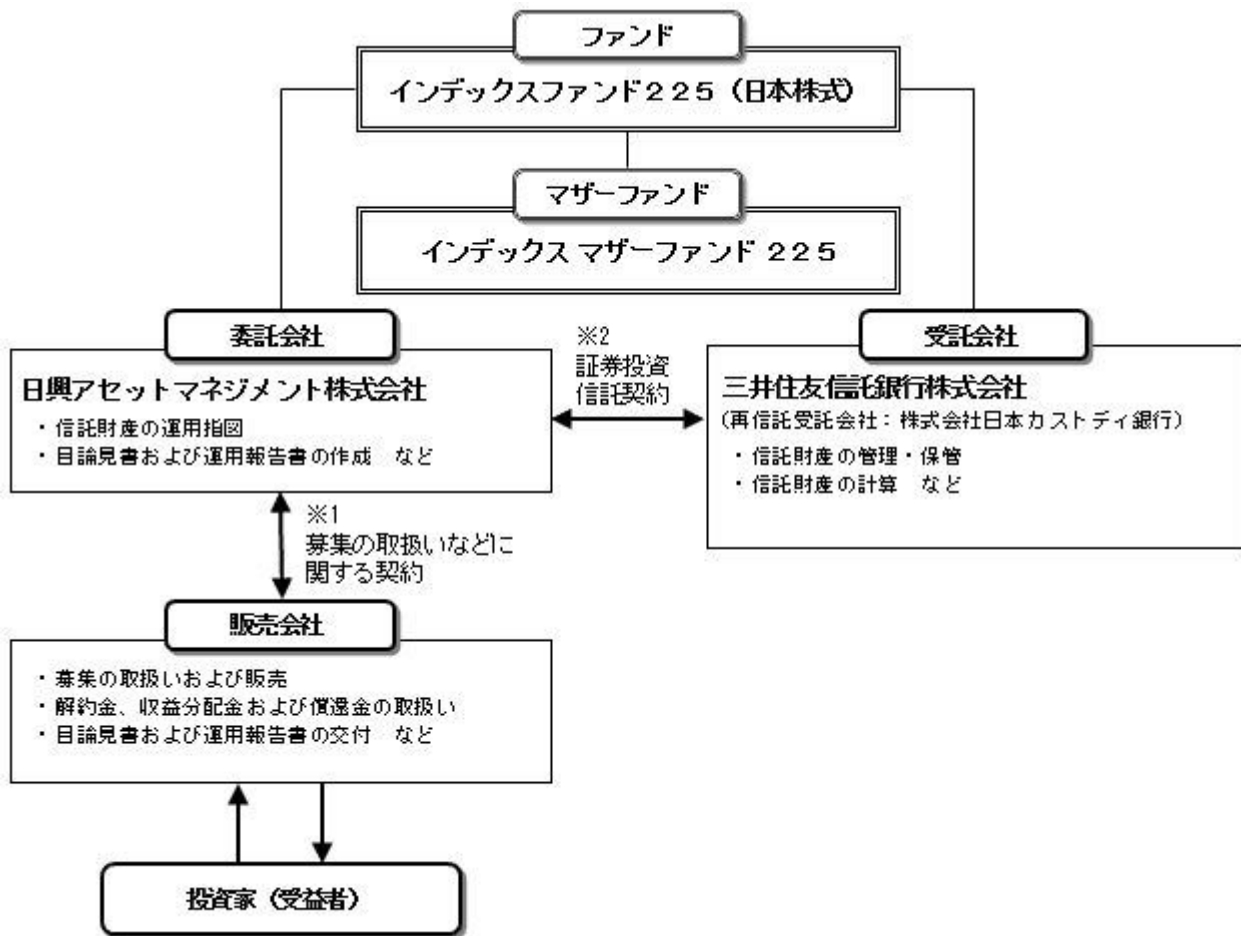 ファンド
インデックスファンド２２５（日本株式）
マザーファンド
インデックス マザーファンド ２２５
委託会社
日興アセットマネジメント株式会社
・信託財産の運用指図
・目論見書および運用報告書の作成　など
※2
証券投資
信託契約
受託会社
三井住友信託銀行株式会社
(再信託受託会社：株式会社日本カストディ銀行)
・信託財産の管理・保管
・信託財産の計算　など
※1
募集の取扱いなどに
関する契約
販売会社
・募集の取扱いおよび販売
・解約金、収益分配金および償還金の取扱い
・目論見書および運用報告書の交付　など
投資家（受益者）